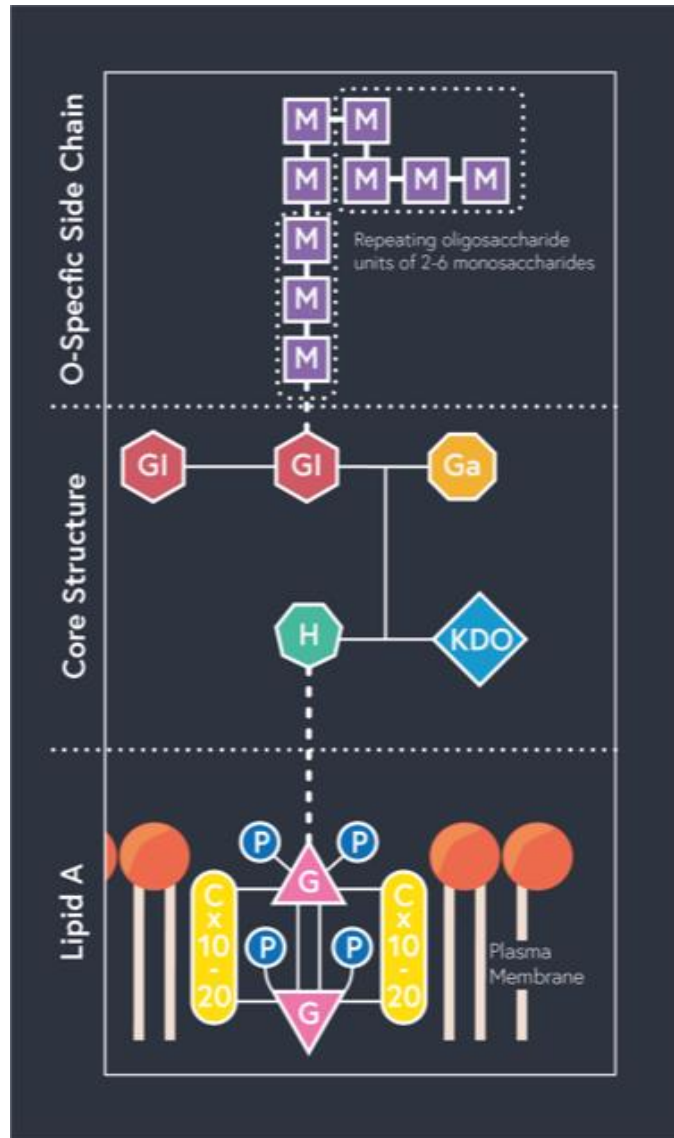 O-Specfic Side Chain
M M
M M M M
M
M
M
Repeating oligosaccharide
units of 2-6 monosaccharides
Core Structure
Gl Gl Ga
H KDO
Lipid A
P P
G
C
x
10
-
20
C
x
10
-
20
P P
G
Plasma
Membrane